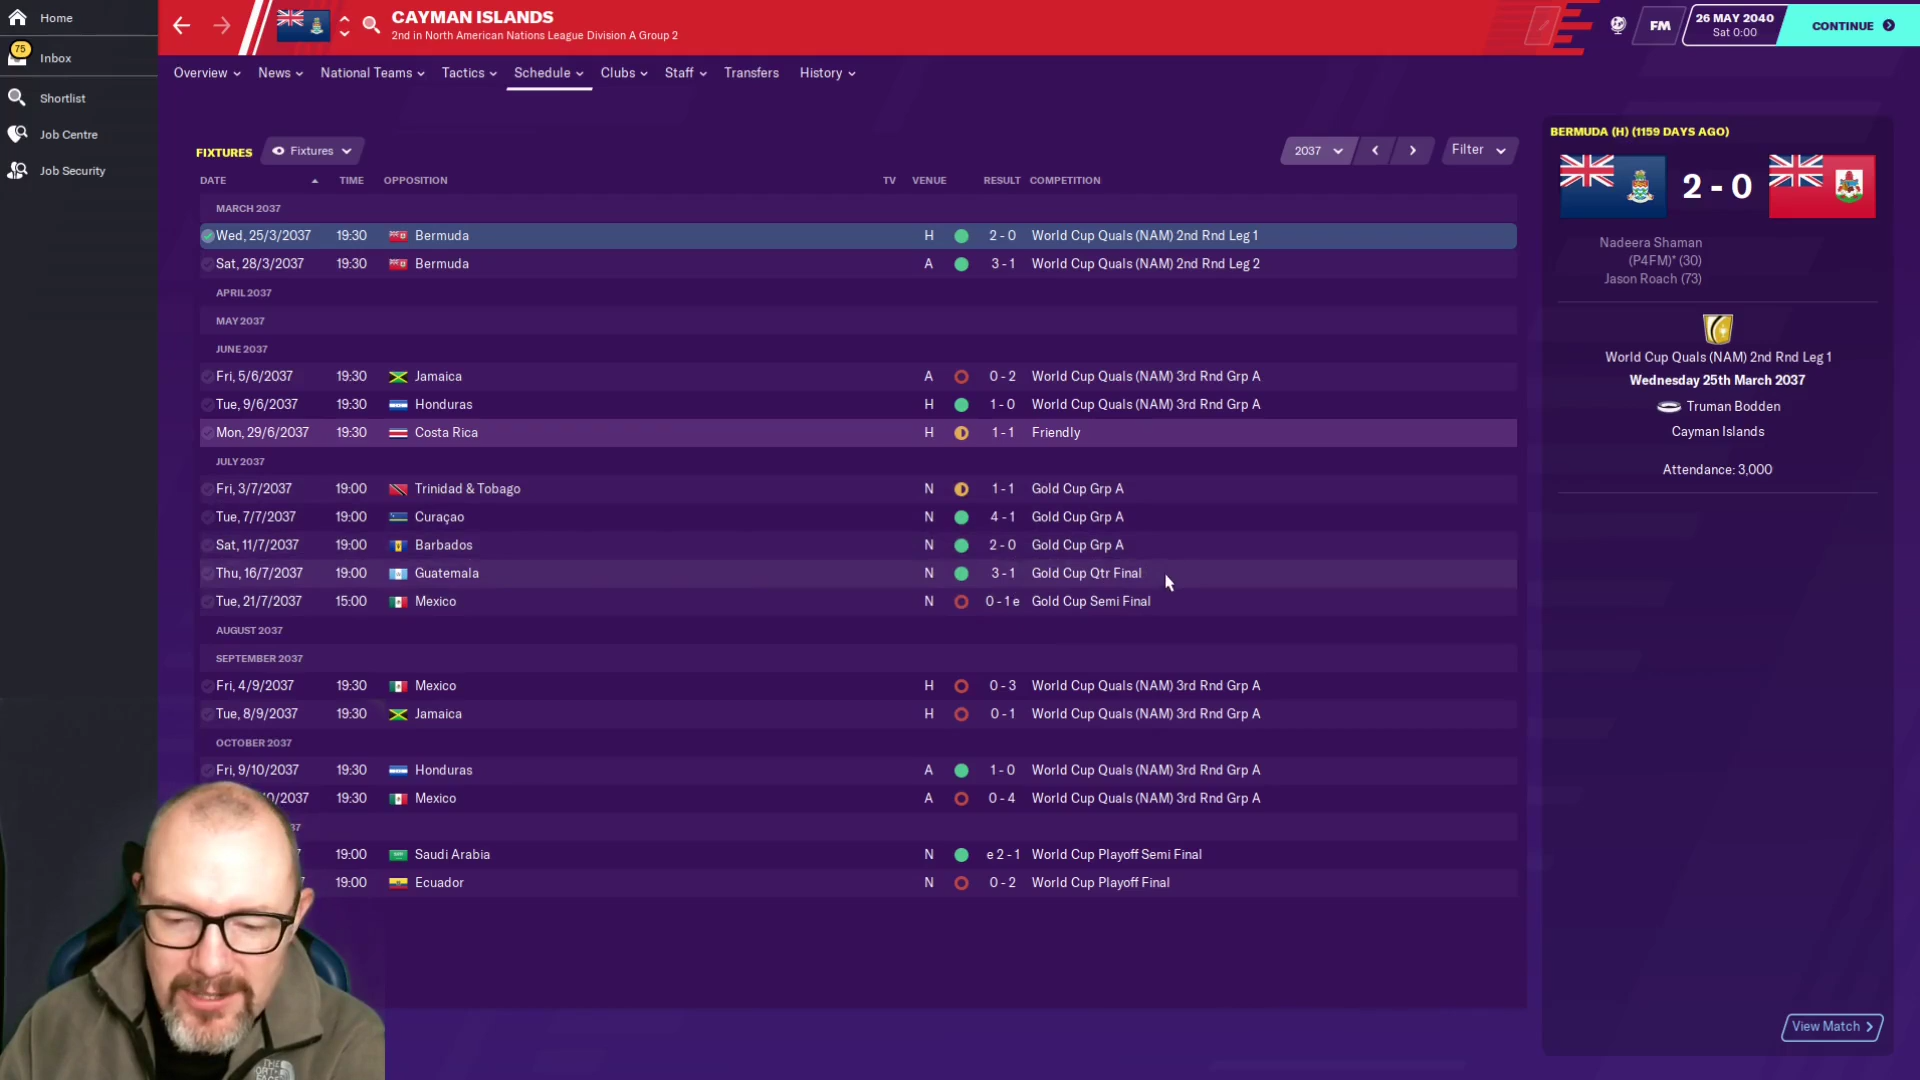 Home
75
Inbox
Shortlist
Job Centre
Job Security
CAYMAN ISLANDS
2nd in North American Nations League Division A Group 2
FM
26 MAY 2040
Sat 0:00
CONTINUE
Overview News National Teams Tactics Schedule Clubs Staff Transfers History
FIXTURES Fixtures 2037 Filter
DATE TIME OPPOSITION TV VENUE RESULT COMPETITION
MARCH 2037
Wed, 25/3/2037 19:30 Bermuda H 2 - 0 World Cup Quals (NAM) 2nd Rnd Leg 1
Sat, 28/3/2037 19:30 Bermuda A 3 - 1 World Cup Quals (NAM) 2nd Rnd Leg 2
APRIL 2037
MAY 2037
JUNE 2037
Fri, 5/6/2037 19:30 Jamaica A 0 - 2 World Cup Quals (NAM) 3rd Rnd Grp A
Tue, 9/6/2037 19:30 Honduras H 1 - 0 World Cup Quals (NAM) 3rd Rnd Grp A
Mon, 29/6/2037 19:30 Costa Rica H 1 - 1 Friendly
JULY 2037
Fri, 3/7/2037 19:00 Trinidad & Tobago N 1 - 1 Gold Cup Grp A
Tue, 7/7/2037 19:00 Curaçao N 4 - 1 Gold Cup Grp A
Sat, 11/7/2037 19:00 Barbados N 2 - 0 Gold Cup Grp A
Thu, 16/7/2037 19:00 Guatemala N 3 - 1 Gold Cup Qtr Final
Tue, 21/7/2037 15:00 Mexico N 0 - 1 e Gold Cup Semi Final
AUGUST 2037
SEPTEMBER 2037
Fri, 4/9/2037 19:30 Mexico H 0 - 3 World Cup Quals (NAM) 3rd Rnd Grp A
Tue, 8/9/2037 19:30 Jamaica H 0 - 1 World Cup Quals (NAM) 3rd Rnd Grp A
OCTOBER 2037
Fri, 9/10/2037 19:30 Honduras A 1 - 0 World Cup Quals (NAM) 3rd Rnd Grp A
0/2037 19:30 Mexico A 0 - 4 World Cup Quals (NAM) 3rd Rnd Grp A
37
19:00 Saudi Arabia N e 2 - 1 World Cup Playoff Semi Final
19:00 Ecuador N 0 - 2 World Cup Playoff Final
BERMUDA (H) (1159 DAYS AGO)
2 - 0
Nadeera Shaman
(P4FM)* (30)
Jason Roach (73)
World Cup Quals (NAM) 2nd Rnd Leg 1
Wednesday 25th March 2037
Truman Bodden
Cayman Islands
Attendance: 3,000
View Match
THE
NORTH
FACE